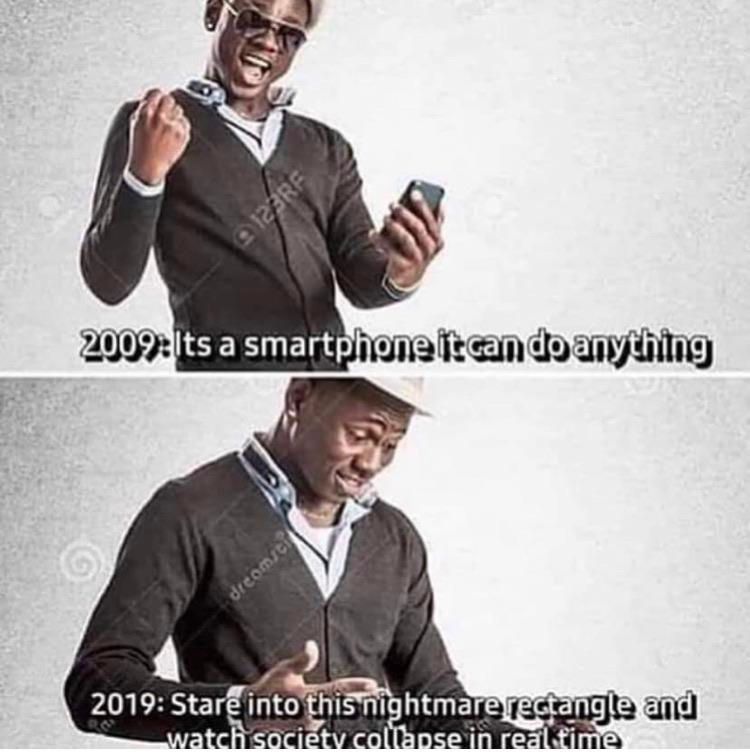 123RF
2009: Its a smartphone it can do anything
dreamsti
2019: Stare into this nightmare rectangle and
watch society collapse in real time